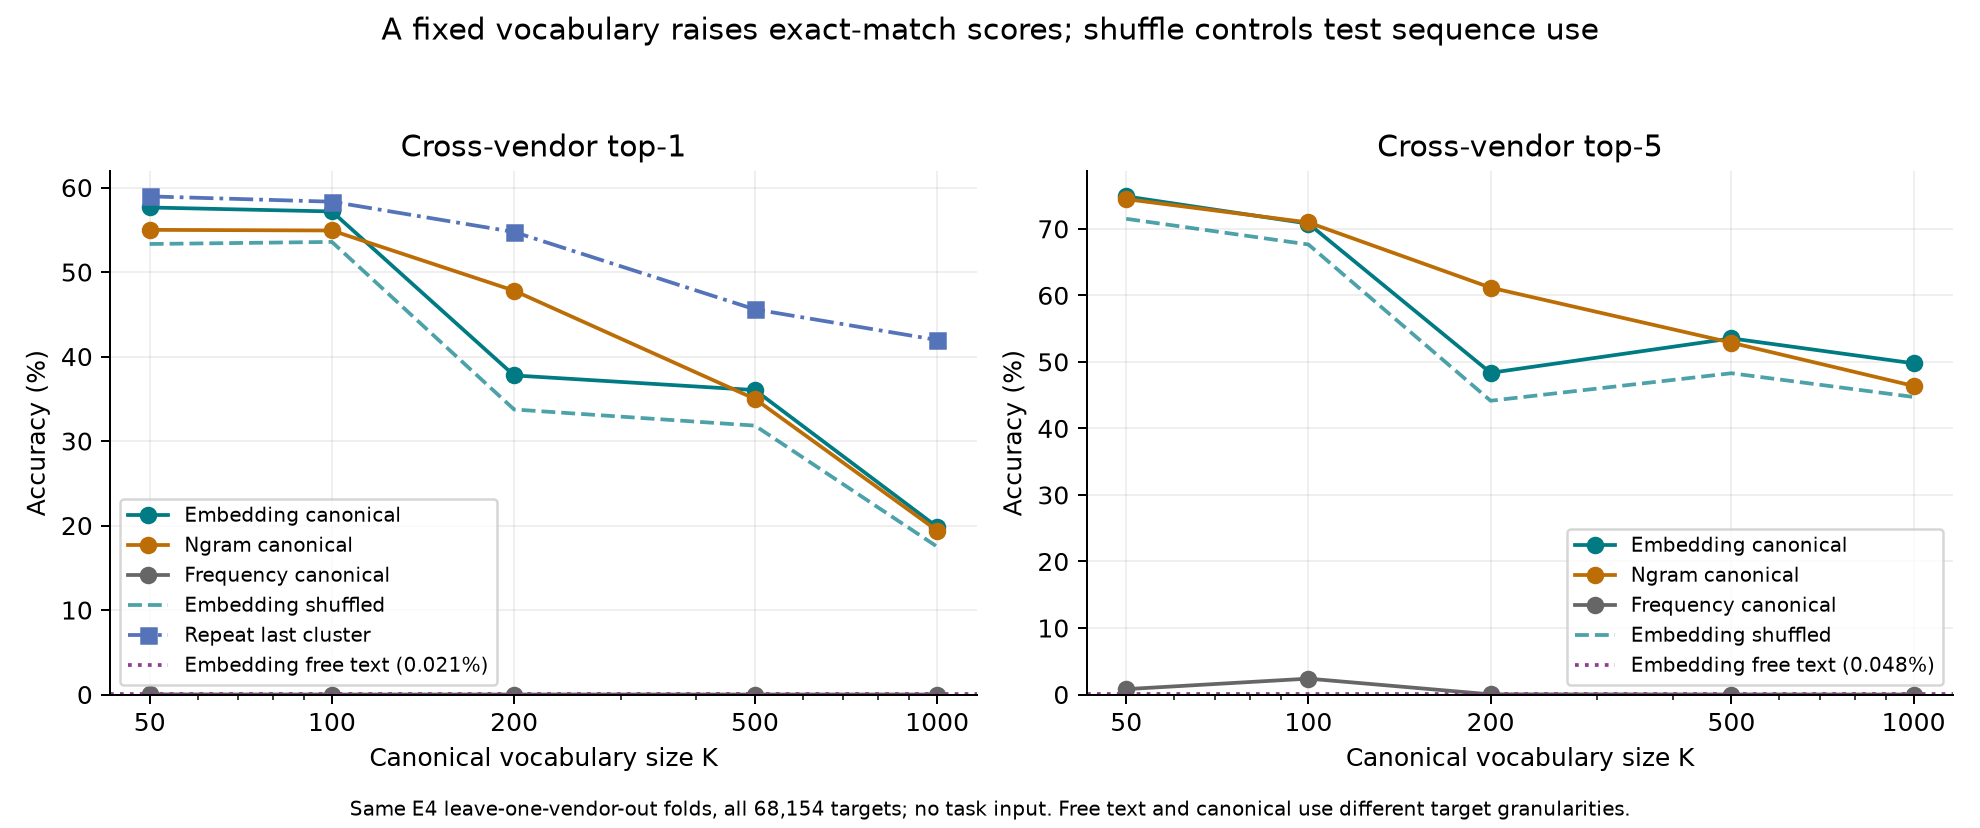 A fixed vocabulary raises exact-match scores; shuffle controls test sequence use
Cross-vendor top-1
Accuracy (%)
60
50
40
30
20
10
0
50
100
200
500
1000
Canonical vocabulary size K
Embedding canonical
Ngram canonical
Frequency canonical
Embedding shuffled
Repeat last cluster
Embedding free text (0.021%)
Cross-vendor top-5
Accuracy (%)
70
60
50
40
30
20
10
0
50
100
200
500
1000
Canonical vocabulary size K
Embedding canonical
Ngram canonical
Frequency canonical
Embedding shuffled
Embedding free text (0.048%)
Same E4 leave-one-vendor-out folds, all 68,154 targets; no task input. Free text and canonical use different target granularities.